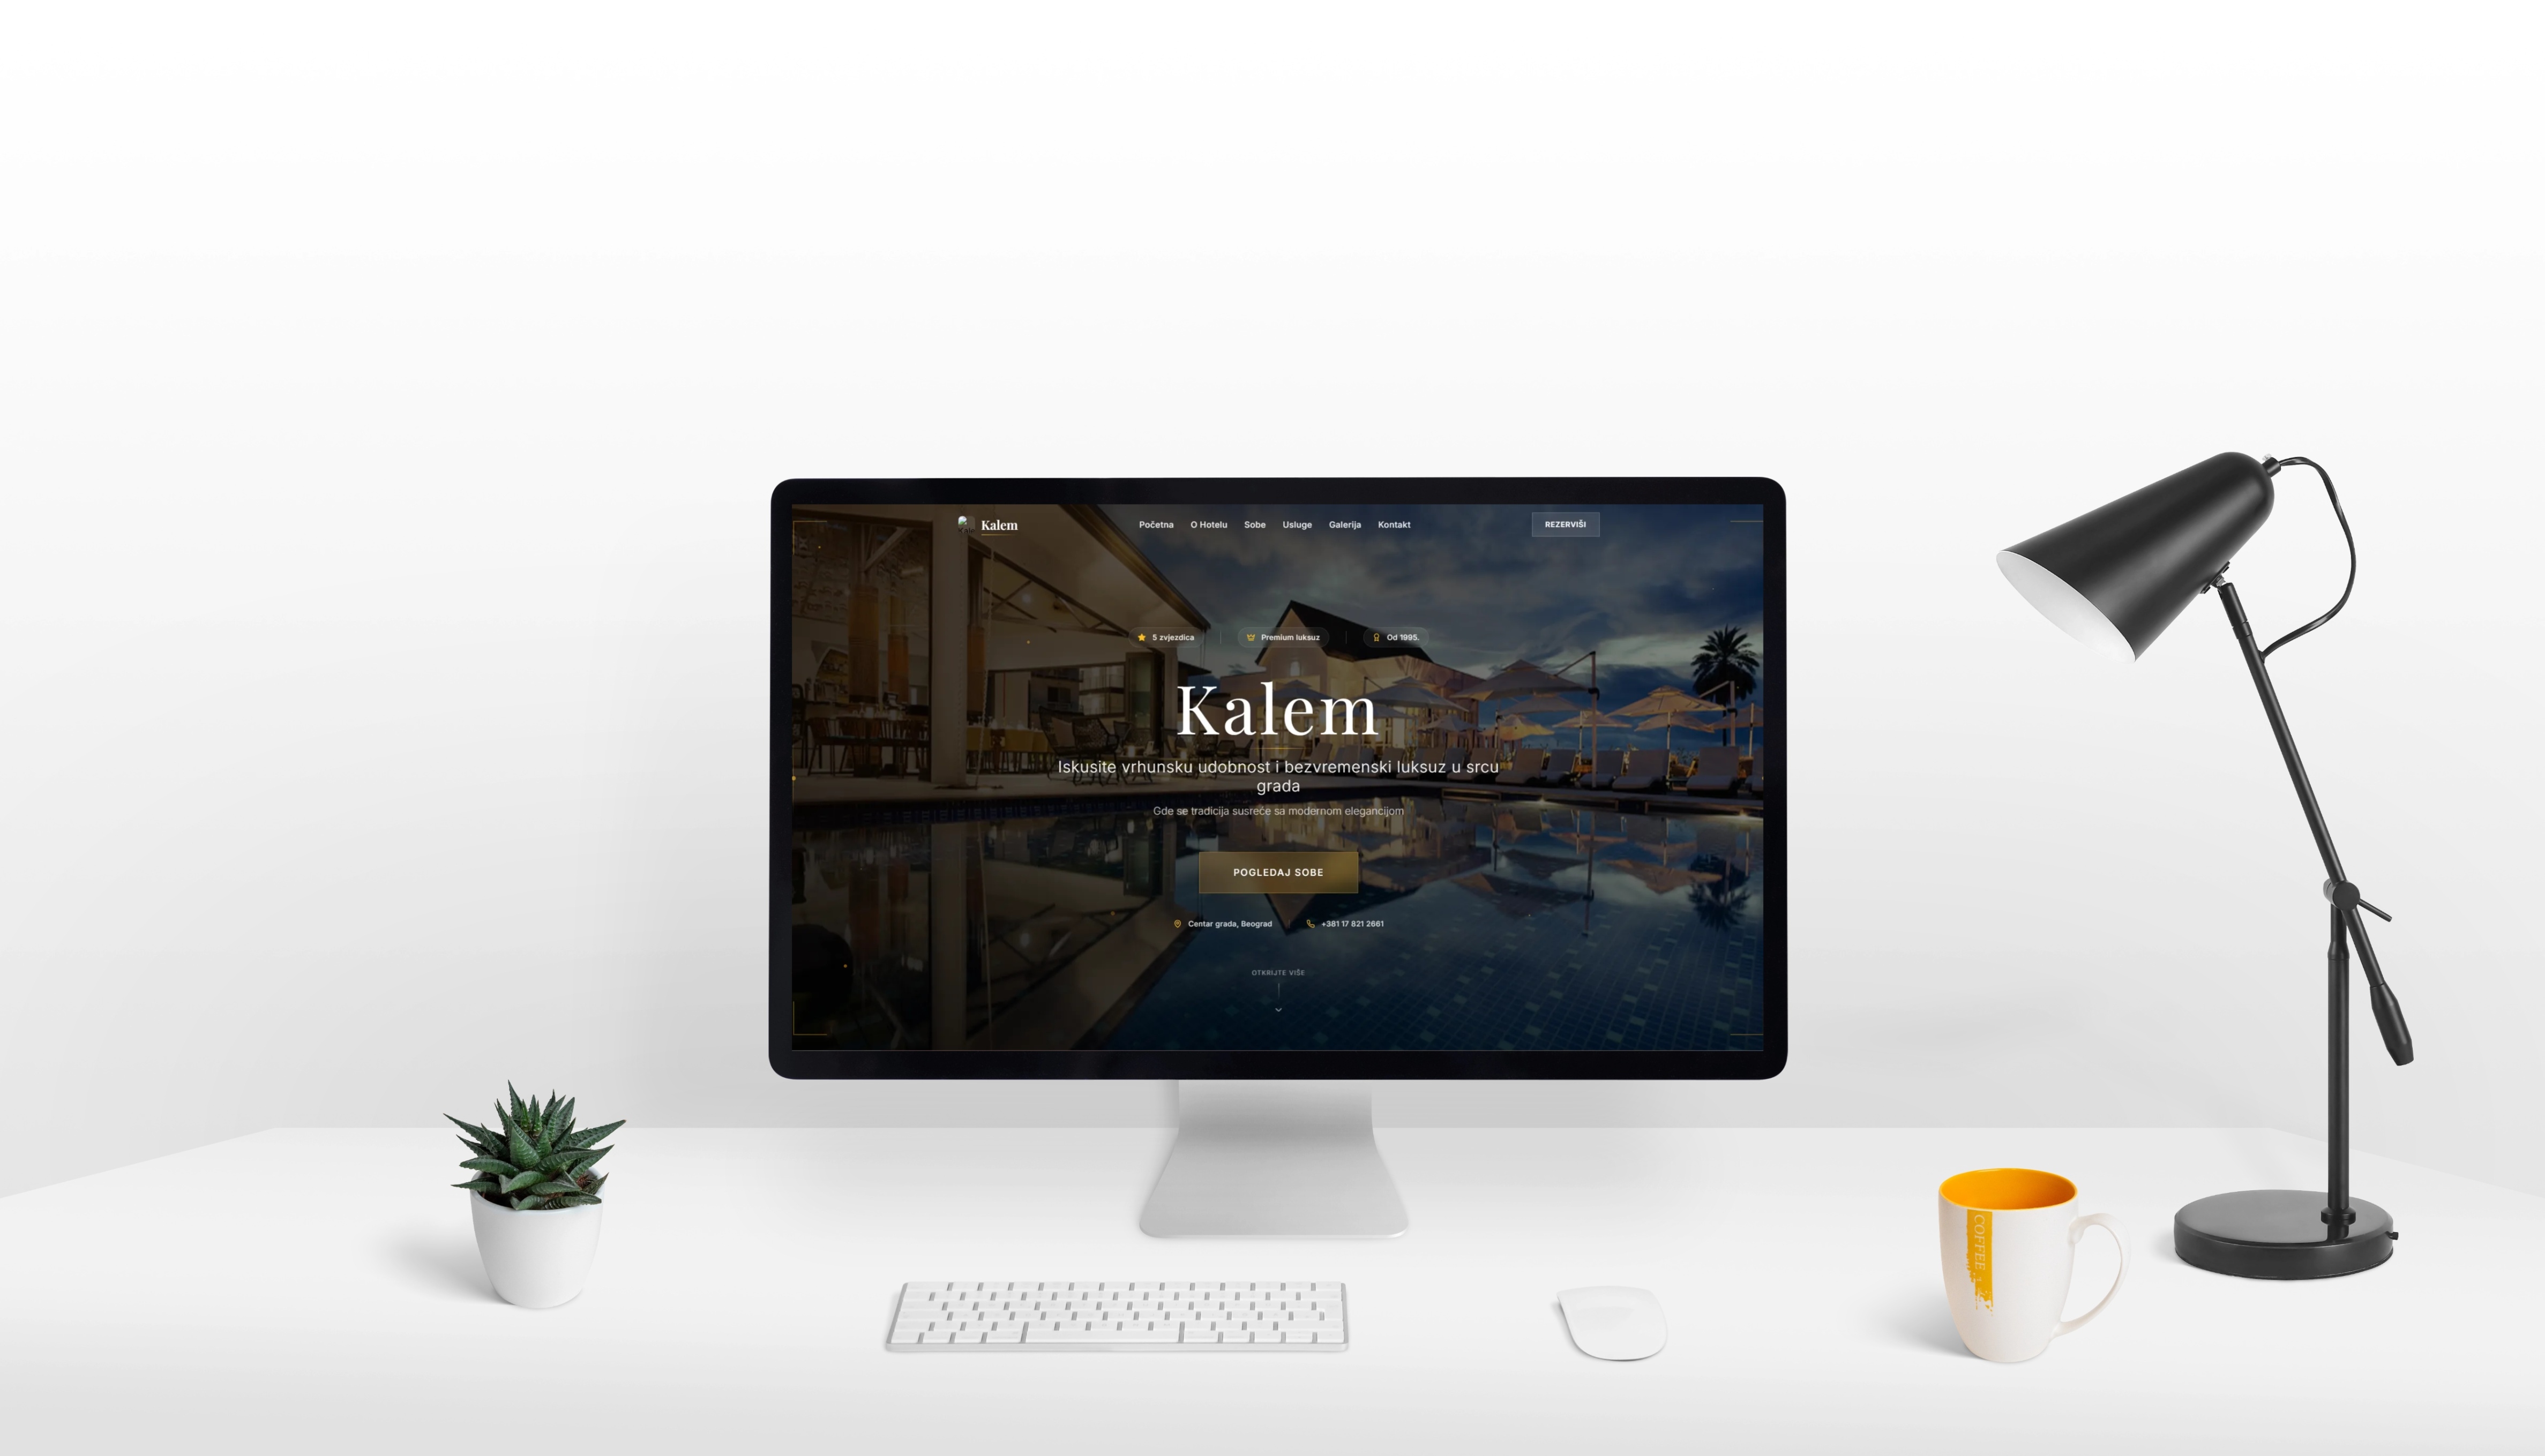 Kalem
Početna O Hotelu Sobe Usluge Galerija Kontakt
REZERVIŠI
5 zvjezdica Premium luksuz Od 1995.
Kalem
Iskusite vrhunsku udobnost i bezvremenski luksuz u srcu
grada
Gde se tradicija susreće sa modernom elegancijom
POGLEDAJ SOBE
Centar grada, Beograd +381 17 821 2661
OTKRIJTE VIŠE
COFFEE